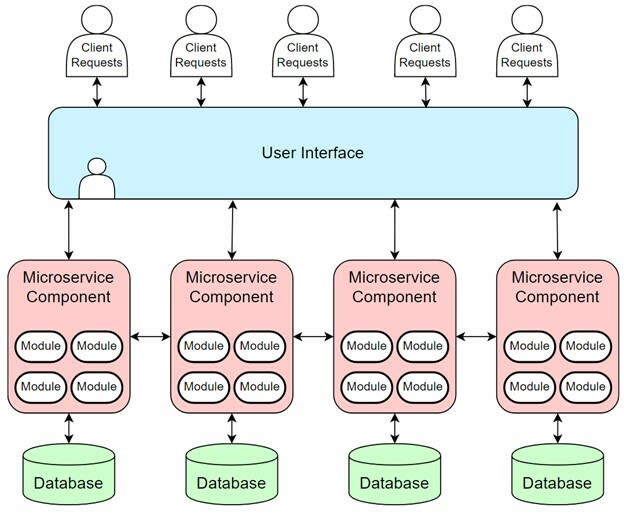 Client
Requests
Client
Requests
Client
Requests
Client
Requests
Client
Requests
User Interface
Microservice
Component
Microservice
Component
Microservice
Component
Microservice
Component
Module Module
Module Module
Module Module
Module Module
Module Module
Module Module
Module Module
Module Module
Database
Database
Database
Database